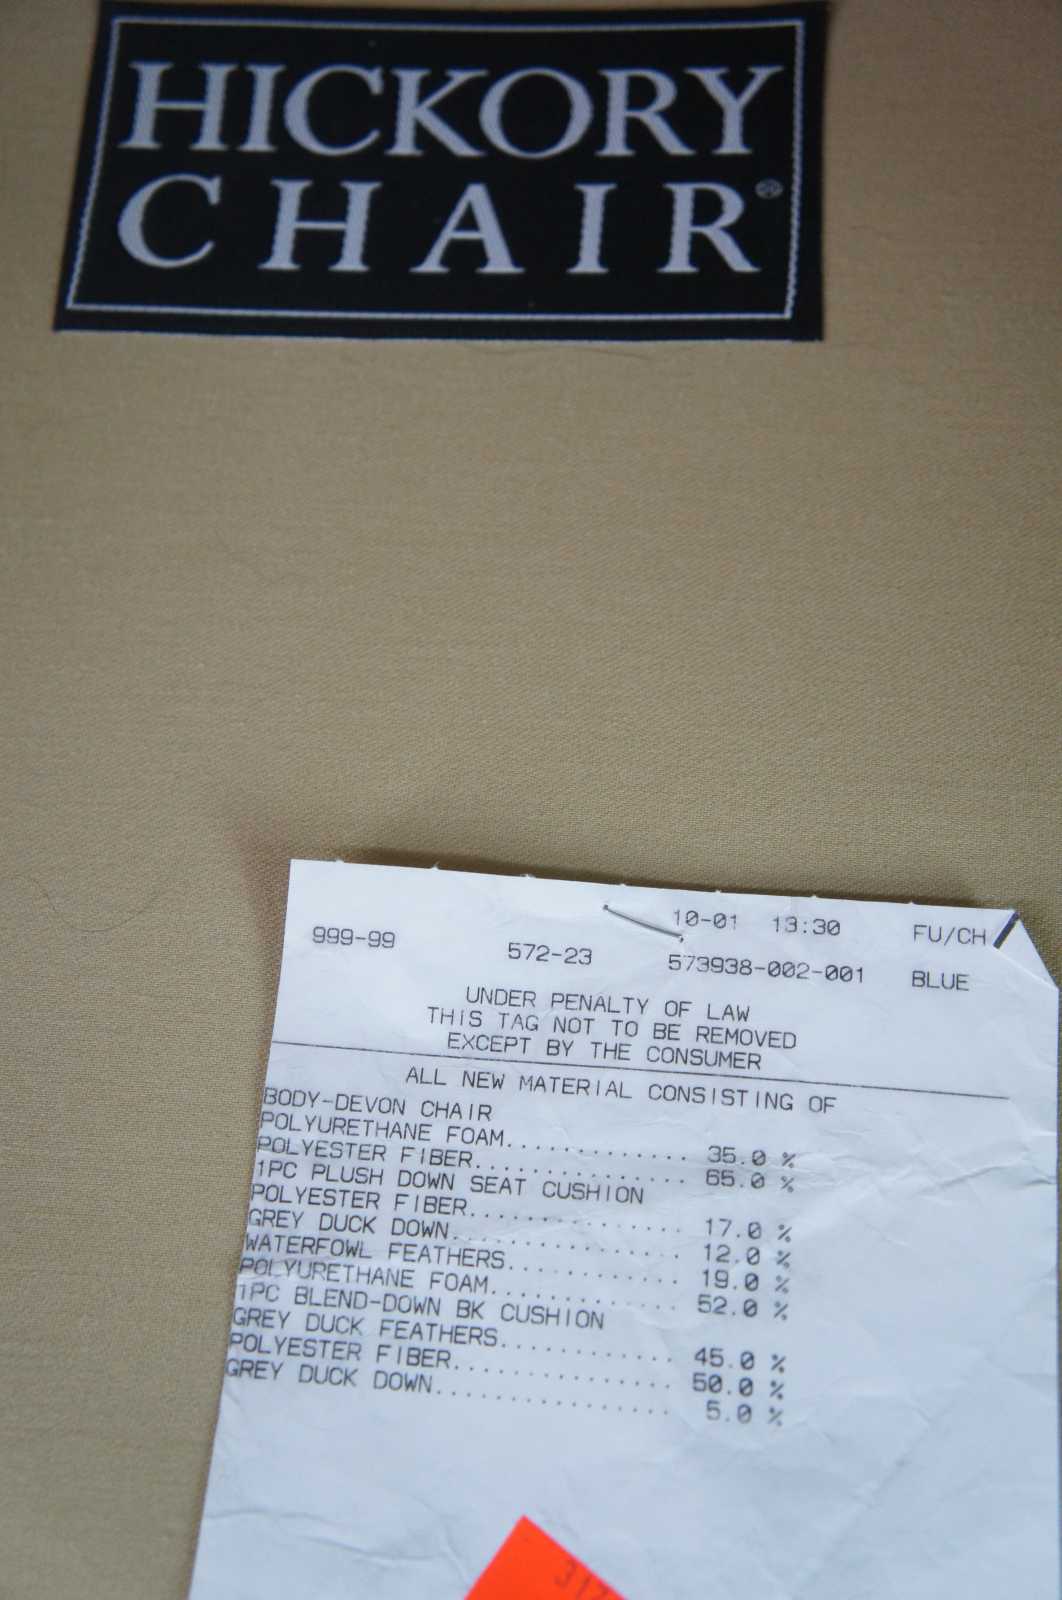 HICKORY
CHAIR®
10-01 13:30 FU/CH
999-99 572-23 573938-002-001 BLUE
UNDER PENALTY OF LAW
THIS TAG NOT TO BE REMOVED
EXCEPT BY THE CONSUMER
ALL NEW MATERIAL CONSISTING OF
BODY-DEVON CHAIR
POLYURETHANE FOAM............. 35.0 %
POLYESTER FIBER............... 65.0 %
1PC PLUSH DOWN SEAT CUSHION
POLYESTER FIBER............... 17.0 %
GREY DUCK DOWN................ 12.0 %
WATERFOWL FEATHERS............ 19.0 %
POLYURETHANE FOAM............. 52.0 %
1PC BLEND-DOWN BK CUSHION
GREY DUCK FEATHERS............ 45.0 %
POLYESTER FIBER............... 50.0 %
GREY DUCK DOWN................ 5.0 %